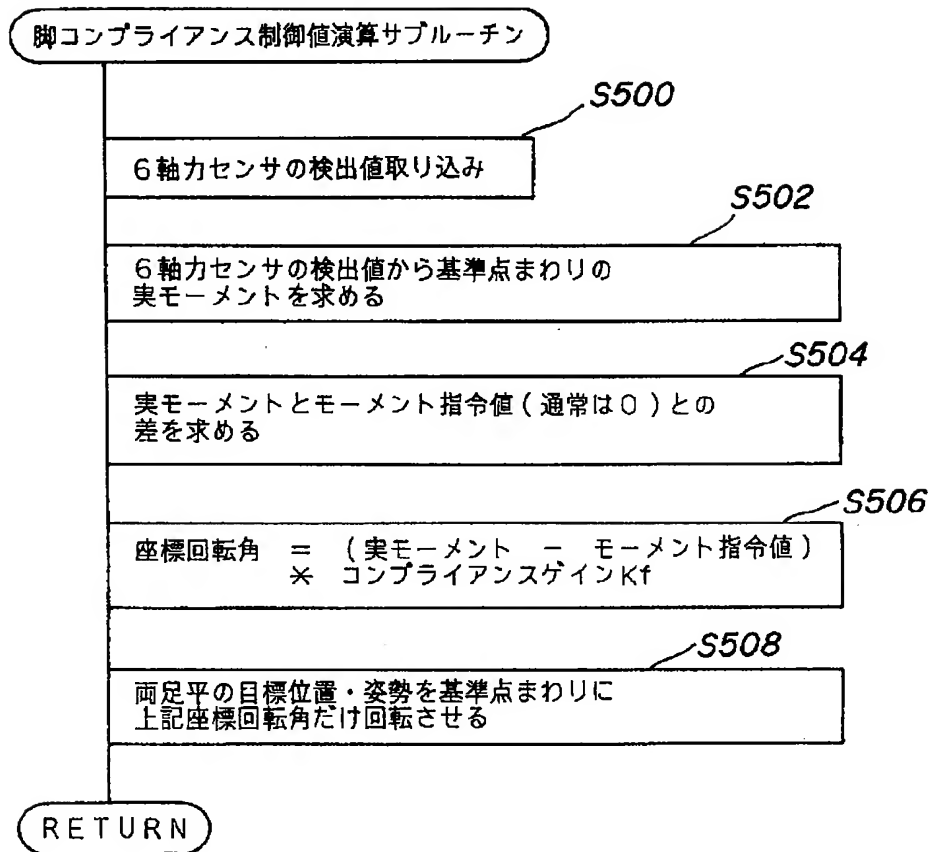 脚コンプライアンス制御値演算サブルーチン
S500
6軸力センサの検出値取り込み
S502
6軸力センサの検出値から基準点まわりの
実モーメントを求める
S504
実モーメントとモーメント指令値(通常は0)との
差を求める
S506
座標回転角 = (実モーメント - モーメント指令値)
* コンプライアンスゲインKf
S508
両足平の目標位置・姿勢を基準点まわりに
上記座標回転角だけ回転させる
RETURN